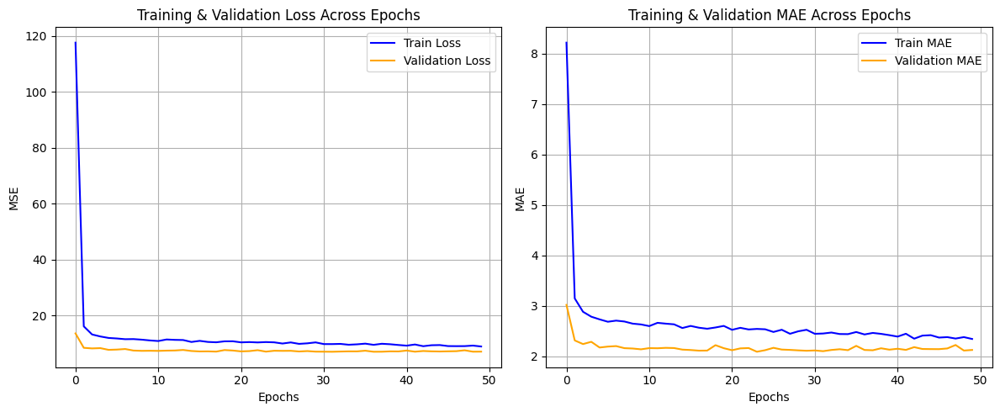 Training & Validation Loss Across Epochs
120
100
80
60
40
20
MSE
0
10
20
30
40
50
Epochs
Train Loss
Validation Loss
Training & Validation MAE Across Epochs
8
7
6
5
4
3
2
MAE
0
10
20
30
40
50
Epochs
Train MAE
Validation MAE